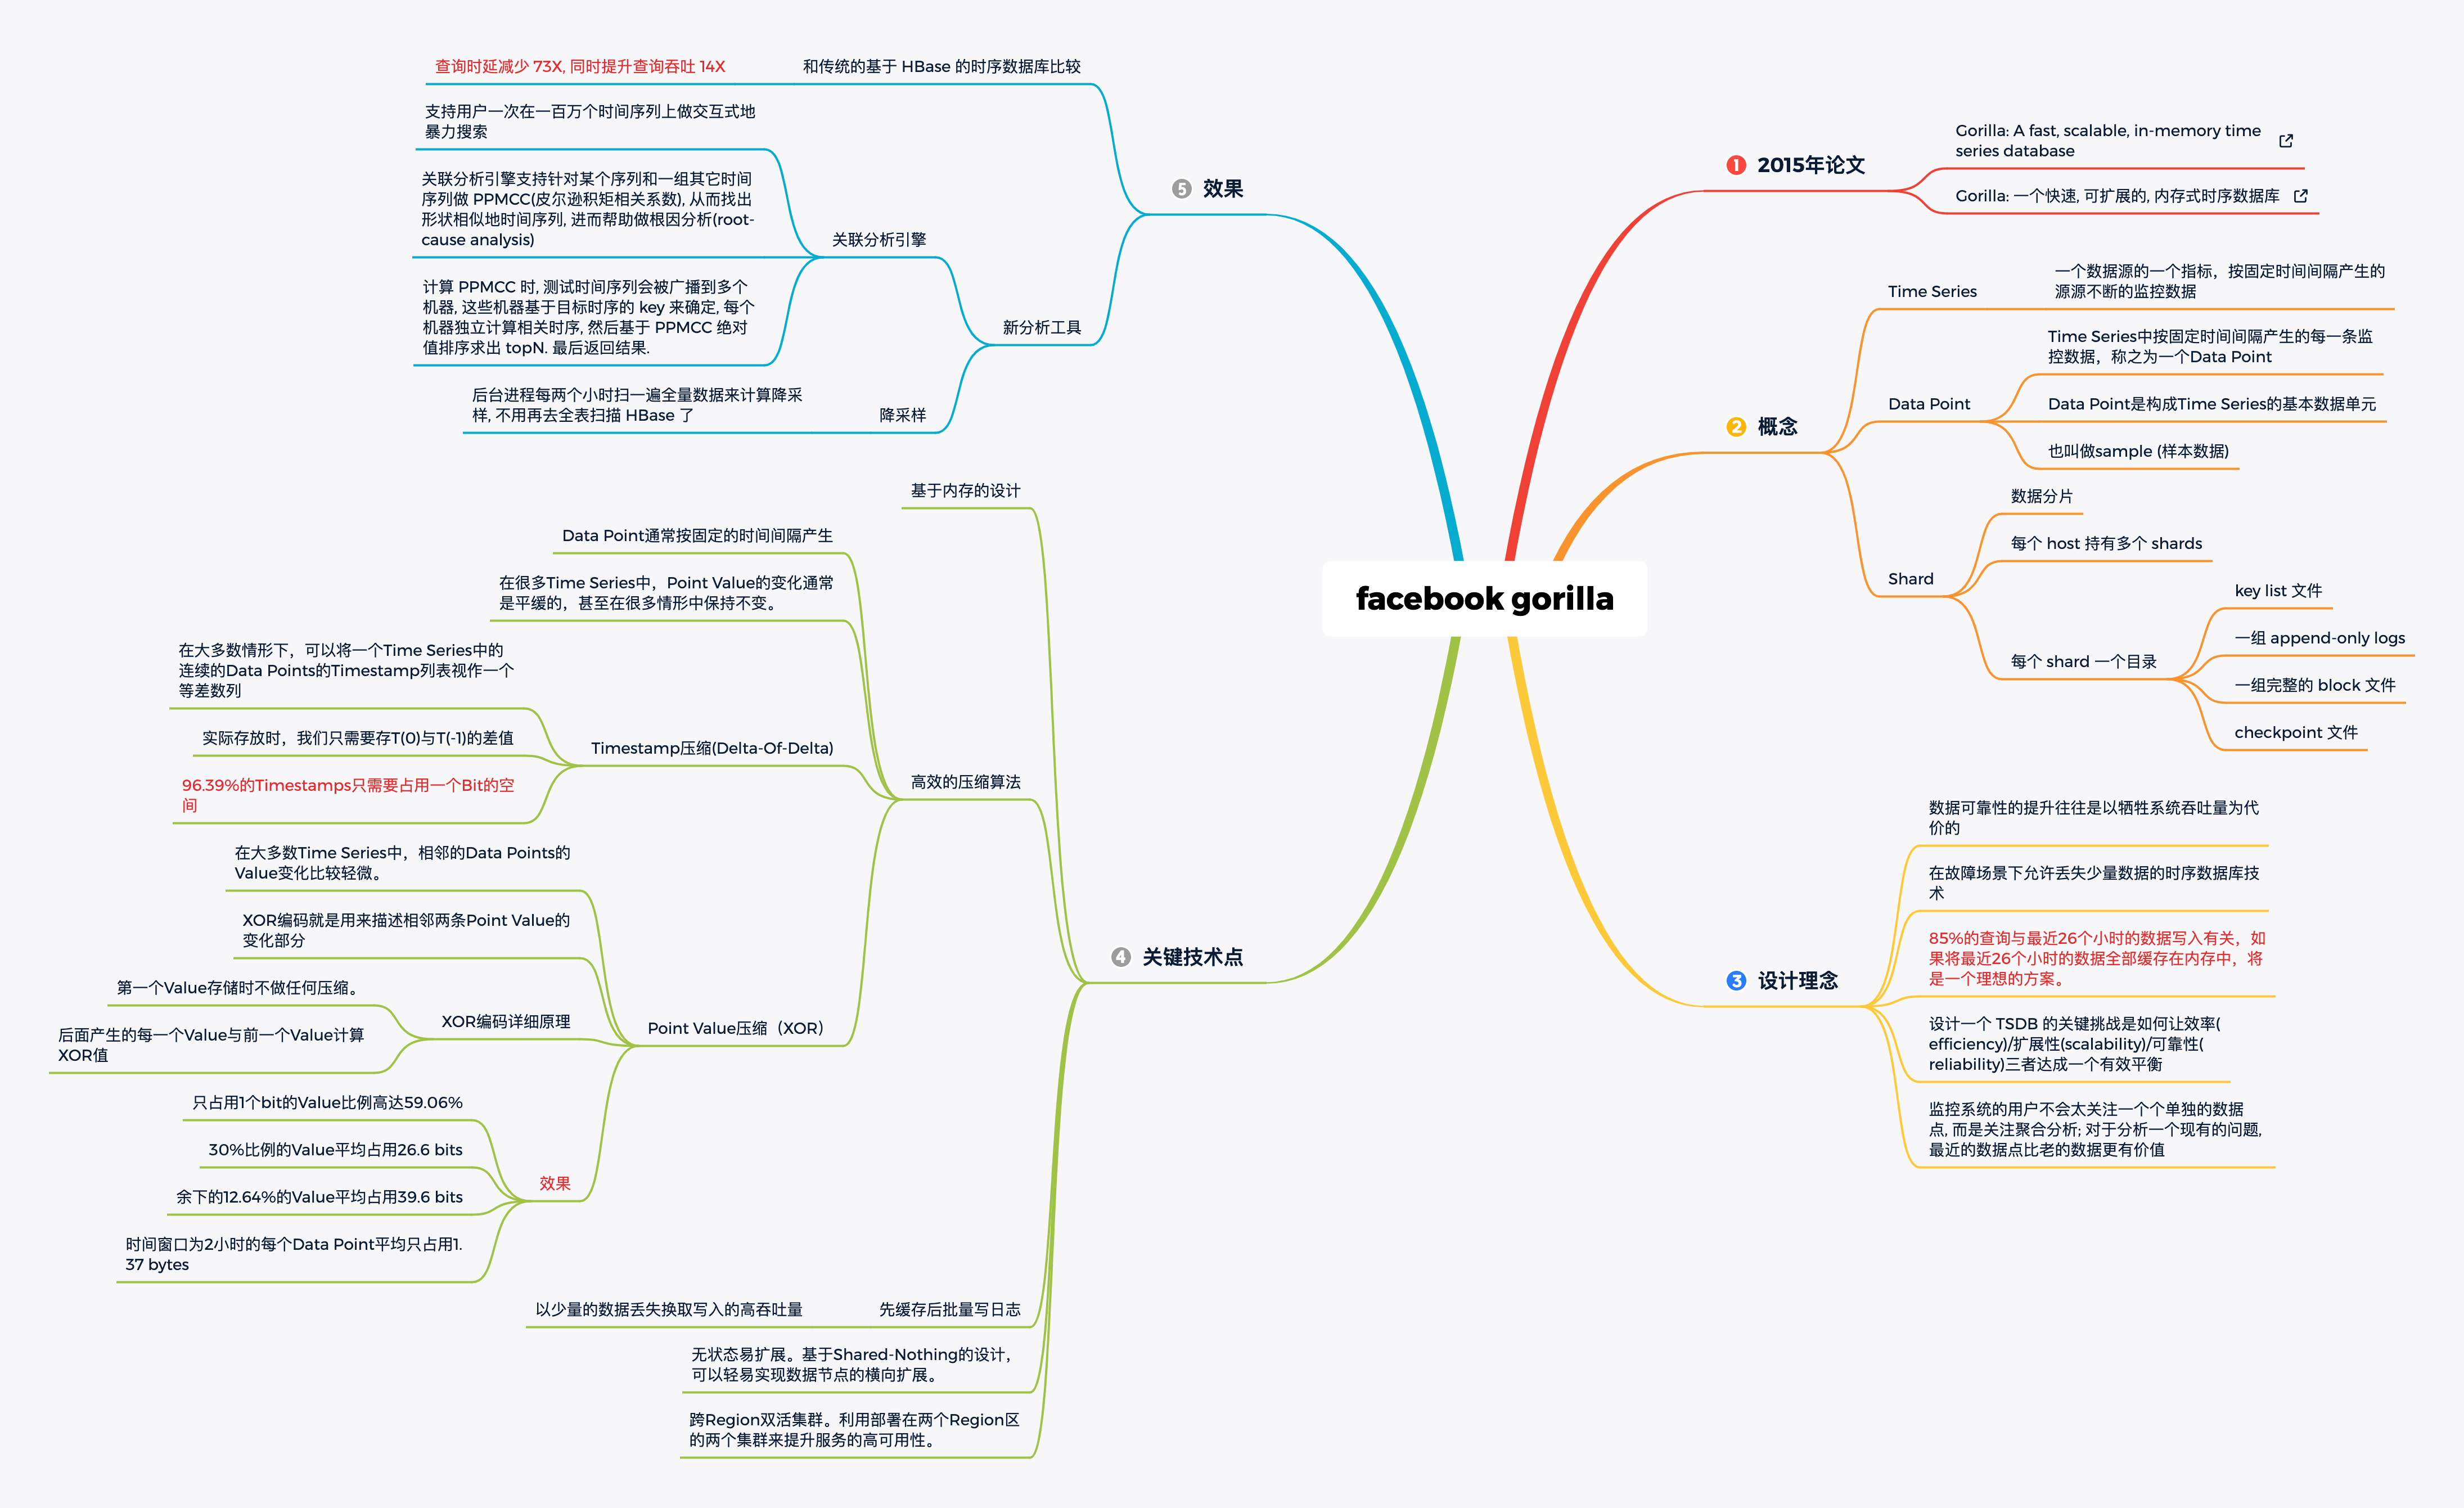 facebook gorilla
1 2015年论文
Gorilla: A fast, scalable, in-memory time
series database
Gorilla: 一个快速, 可扩展的, 内存式时序数据库
2 概念
Time Series
一个数据源的一个指标，按固定时间间隔产生的
源源不断的监控数据
Data Point
Time Series中按固定时间间隔产生的每一条监
控数据，称之为一个Data Point
Data Point是构成Time Series的基本数据单元
也叫做sample (样本数据)
Shard
数据分片
每个 host 持有多个 shards
每个 shard 一个目录
key list 文件
一组 append-only logs
一组完整的 block 文件
checkpoint 文件
3 设计理念
数据可靠性的提升往往是以牺牲系统吞吐量为代
价的
在故障场景下允许丢失少量数据的时序数据库技
术
85%的查询与最近26个小时的数据写入有关，如
果将最近26个小时的数据全部缓存在内存中，将
是一个理想的方案。
设计一个 TSDB 的关键挑战是如何让效率(
efficiency)/扩展性(scalability)/可靠性(
reliability)三者达成一个有效平衡
监控系统的用户不会太关注一个个单独的数据
点, 而是关注聚合分析; 对于分析一个现有的问题,
最近的数据点比老的数据更有价值
4 关键技术点
基于内存的设计
高效的压缩算法
Data Point通常按固定的时间间隔产生
在很多Time Series中，Point Value的变化通常
是平缓的，甚至在很多情形中保持不变。
Timestamp压缩(Delta-Of-Delta)
在大多数情形下，可以将一个Time Series中的
连续的Data Points的Timestamp列表视作一个
等差数列
实际存放时，我们只需要存T(0)与T(-1)的差值
96.39%的Timestamps只需要占用一个Bit的空
间
Point Value压缩（XOR）
在大多数Time Series中，相邻的Data Points的
Value变化比较轻微。
XOR编码就是用来描述相邻两条Point Value的
变化部分
XOR编码详细原理
第一个Value存储时不做任何压缩。
后面产生的每一个Value与前一个Value计算
XOR值
效果
只占用1个bit的Value比例高达59.06%
30%比例的Value平均占用26.6 bits
余下的12.64%的Value平均占用39.6 bits
时间窗口为2小时的每个Data Point平均只占用1.
37 bytes
先缓存后批量写日志
以少量的数据丢失换取写入的高吞吐量
无状态易扩展。基于Shared-Nothing的设计，
可以轻易实现数据节点的横向扩展。
跨Region双活集群。利用部署在两个Region区
的两个集群来提升服务的高可用性。
5 效果
和传统的基于 HBase 的时序数据库比较
查询时延减少 73X, 同时提升查询吞吐 14X
新分析工具
关联分析引擎
支持用户一次在一百万个时间序列上做交互式地
暴力搜索
关联分析引擎支持针对某个序列和一组其它时间
序列做 PPMCC(皮尔逊积矩相关系数), 从而找出
形状相似地时间序列, 进而帮助做根因分析(root-
cause analysis)
计算 PPMCC 时, 测试时间序列会被广播到多个
机器, 这些机器基于目标时序的 key 来确定, 每个
机器独立计算相关时序, 然后基于 PPMCC 绝对
值排序求出 topN. 最后返回结果.
降采样
后台进程每两个小时扫一遍全量数据来计算降采
样, 不用再去全表扫描 HBase 了